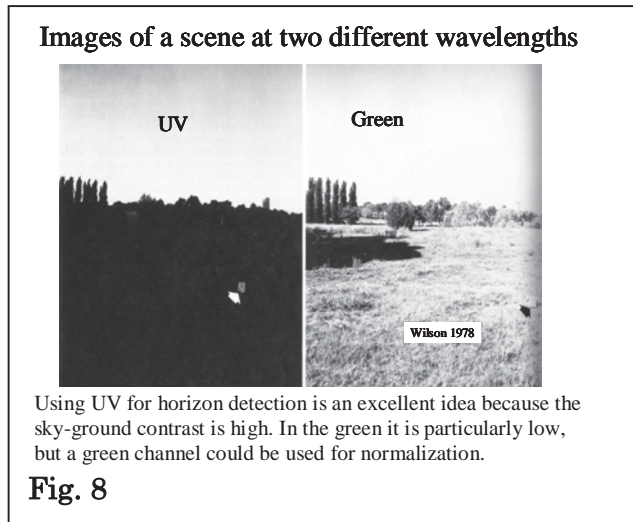 Images of a scene at two different wavelengths
UV
Green
Wilson 1978
Using UV for horizon detection is an excellent idea because the
sky-ground contrast is high. In the green it is particularly low,
but a green channel could be used for normalization.
Fig. 8